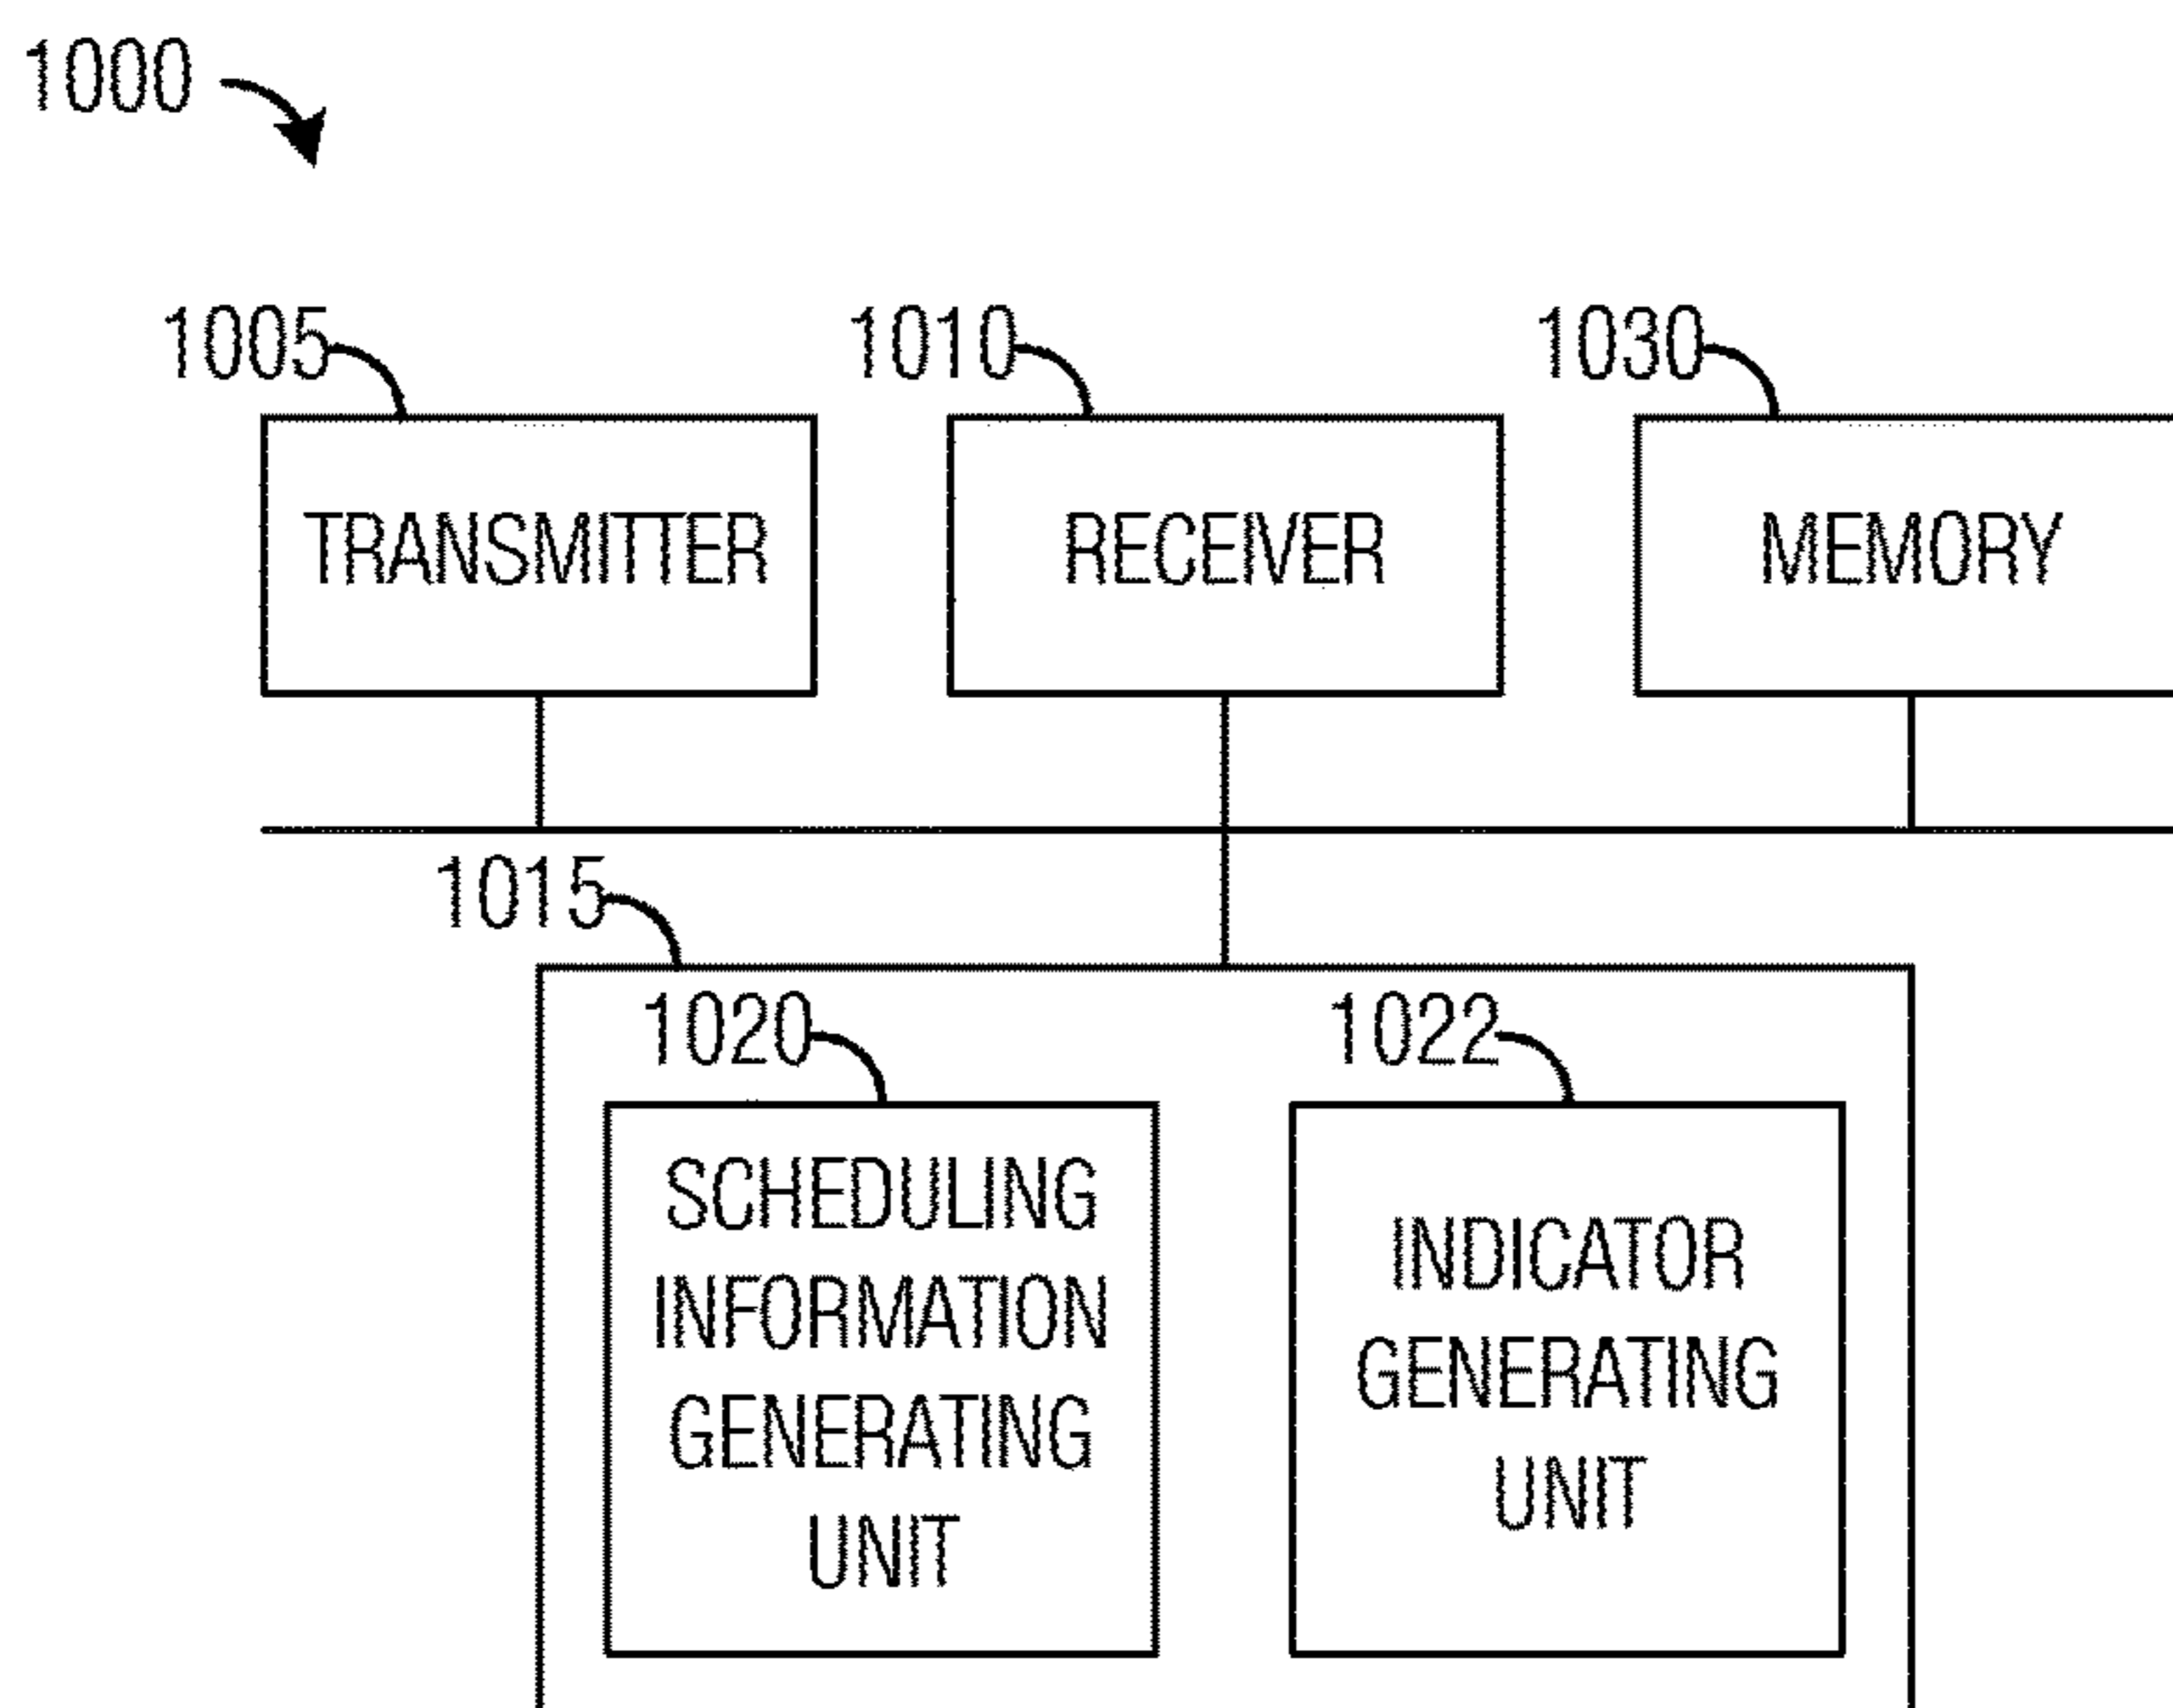 1000
1005
1010
1030
TRANSMITTER
RECEIVER
MEMORY
1015
1020
1022
SCHEDULING
INFORMATION
GENERATING
UNIT
INDICATOR
GENERATING
UNIT